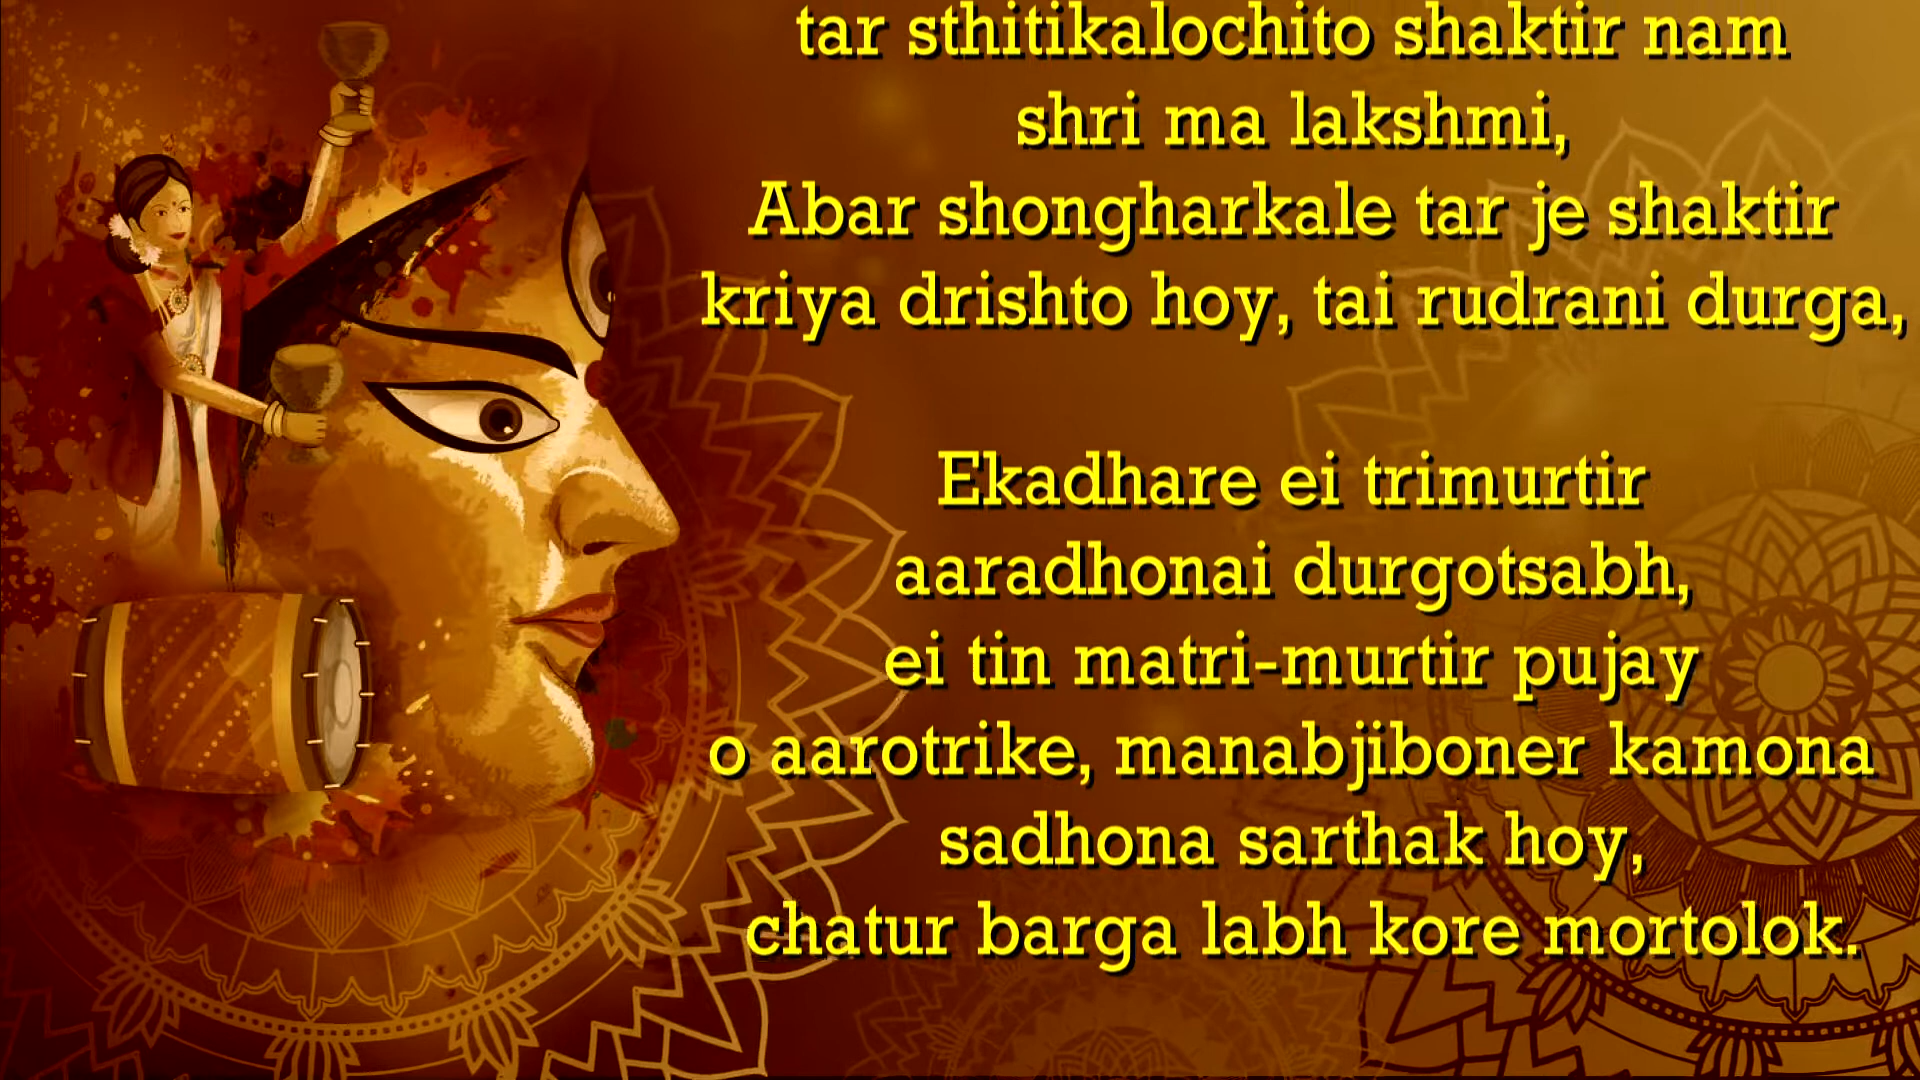 tar sthitikalochito shaktir nam
shri ma lakshmi,
Abar shongharkale tar je shaktir
kriya drishto hoy, tai rudrani durga,
Ekadhare ei trimurtir
aaradhonai durgotsabh,
ei tin matri-murtir pujay
o aarotrike, manabjiboner kamona
sadhona sarthak hoy,
chatur barga labh kore mortolok.